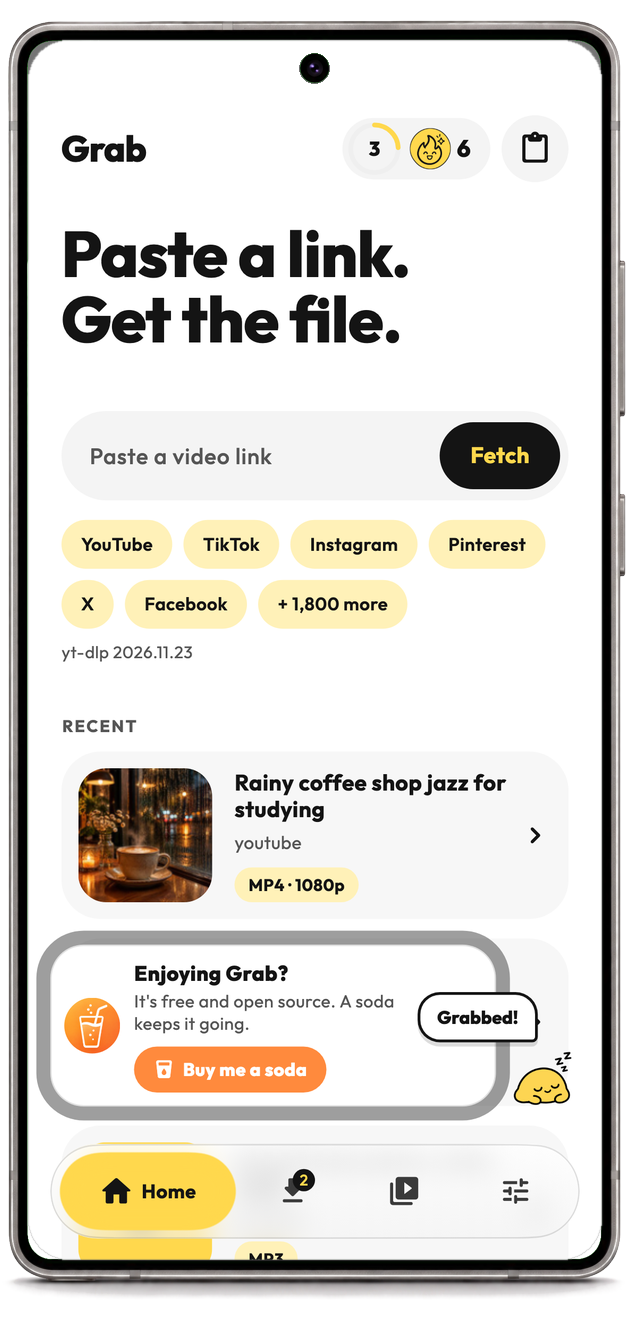 Grab
3
6
Paste a link.
Get the file.
Paste a video link
Fetch
YouTube
TikTok
Instagram
Pinterest
X
Facebook
+ 1,800 more
yt-dlp 2026.11.23
RECENT
Rainy coffee shop jazz for
studying
youtube
MP4 · 1080p
Enjoying Grab?
It's free and open source. A soda
keeps it going.
Buy me a soda
Grabbed!
z z z
Home
2
MP3